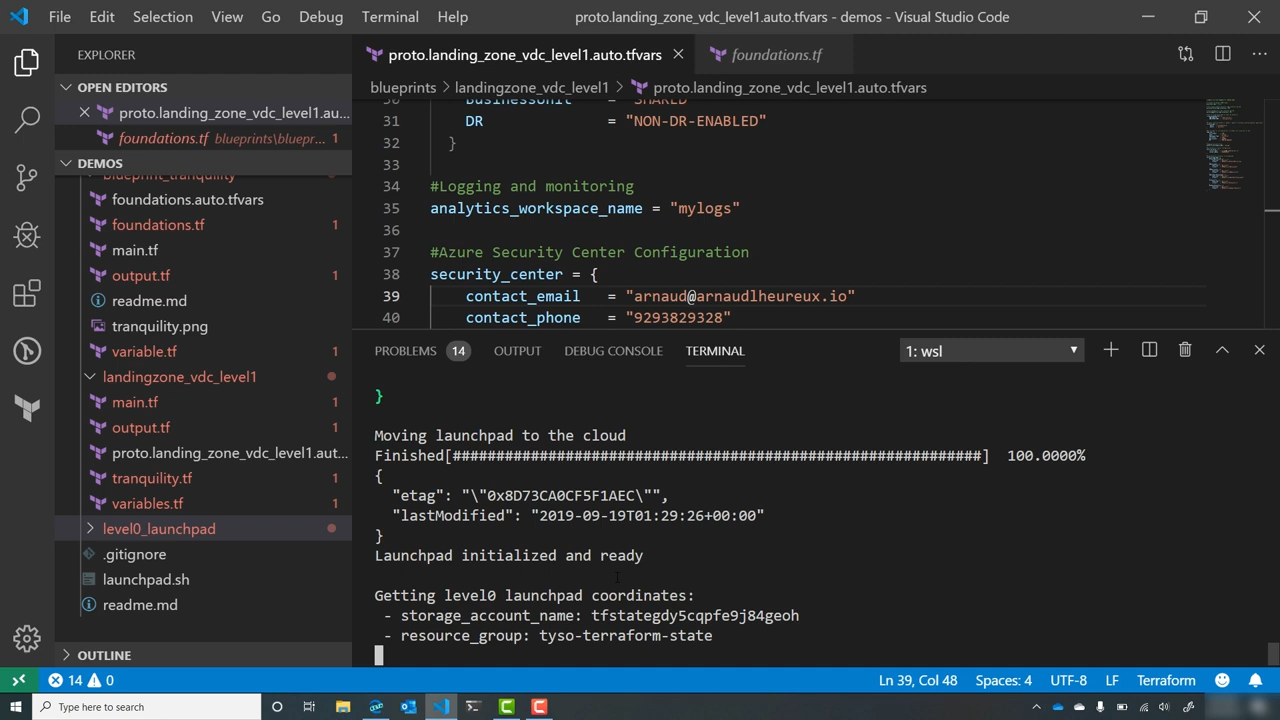 File Edit Selection View Go Debug Terminal Help proto.landing_zone_vdc_level1.auto.tfvars - demos - Visual Studio Code
EXPLORER
OPEN EDITORS
proto.landing_zone_vdc_level1.au...
foundations.tf blueprints\bluepr... 1
DEMOS
blueprint_tranquility
foundations.auto.tfvars
foundations.tf 1
main.tf
output.tf 1
readme.md
tranquility.png
variable.tf 1
landingzone_vdc_level1
main.tf 1
output.tf 1
proto.landing_zone_vdc_level1.aut...
tranquility.tf 1
variables.tf 1
level0_launchpad
.gitignore
launchpad.sh
readme.md
OUTLINE
proto.landing_zone_vdc_level1.auto.tfvars foundations.tf
blueprints > landingzone_vdc_level1 > proto.landing_zone_vdc_level1.auto.tfvars
30 BusinessUnit = "SHARED"
31 DR = "NON-DR-ENABLED"
32 }
33
34 #Logging and monitoring
35 analytics_workspace_name = "mylogs"
36
37 #Azure Security Center Configuration
38 security_center = {
39 contact_email = "arnaud@arnaudlheureux.io"
40 contact_phone = "9293829328"
PROBLEMS 14 OUTPUT DEBUG CONSOLE TERMINAL 1: wsl
}
Moving launchpad to the cloud
Finished[#############################################################] 100.0000%
{
"etag": "\"0x8D73CA0CF5F1AEC\"",
"lastModified": "2019-09-19T01:29:26+00:00"
}
Launchpad initialized and ready
Getting level0 launchpad coordinates:
- storage_account_name: tfstategdy5cqpfe9j84geoh
- resource_group: tyso-terraform-state
14 0 Ln 39, Col 48 Spaces: 4 UTF-8 LF Terraform
Type here to search